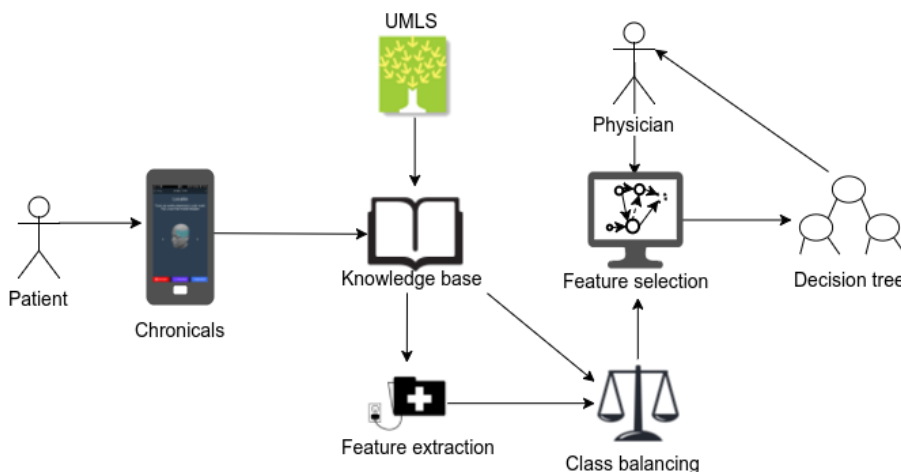 UMLS
Physician
Patient
Chronicals
Knowledge base
Feature selection
Decision tree
Feature extraction
Class balancing